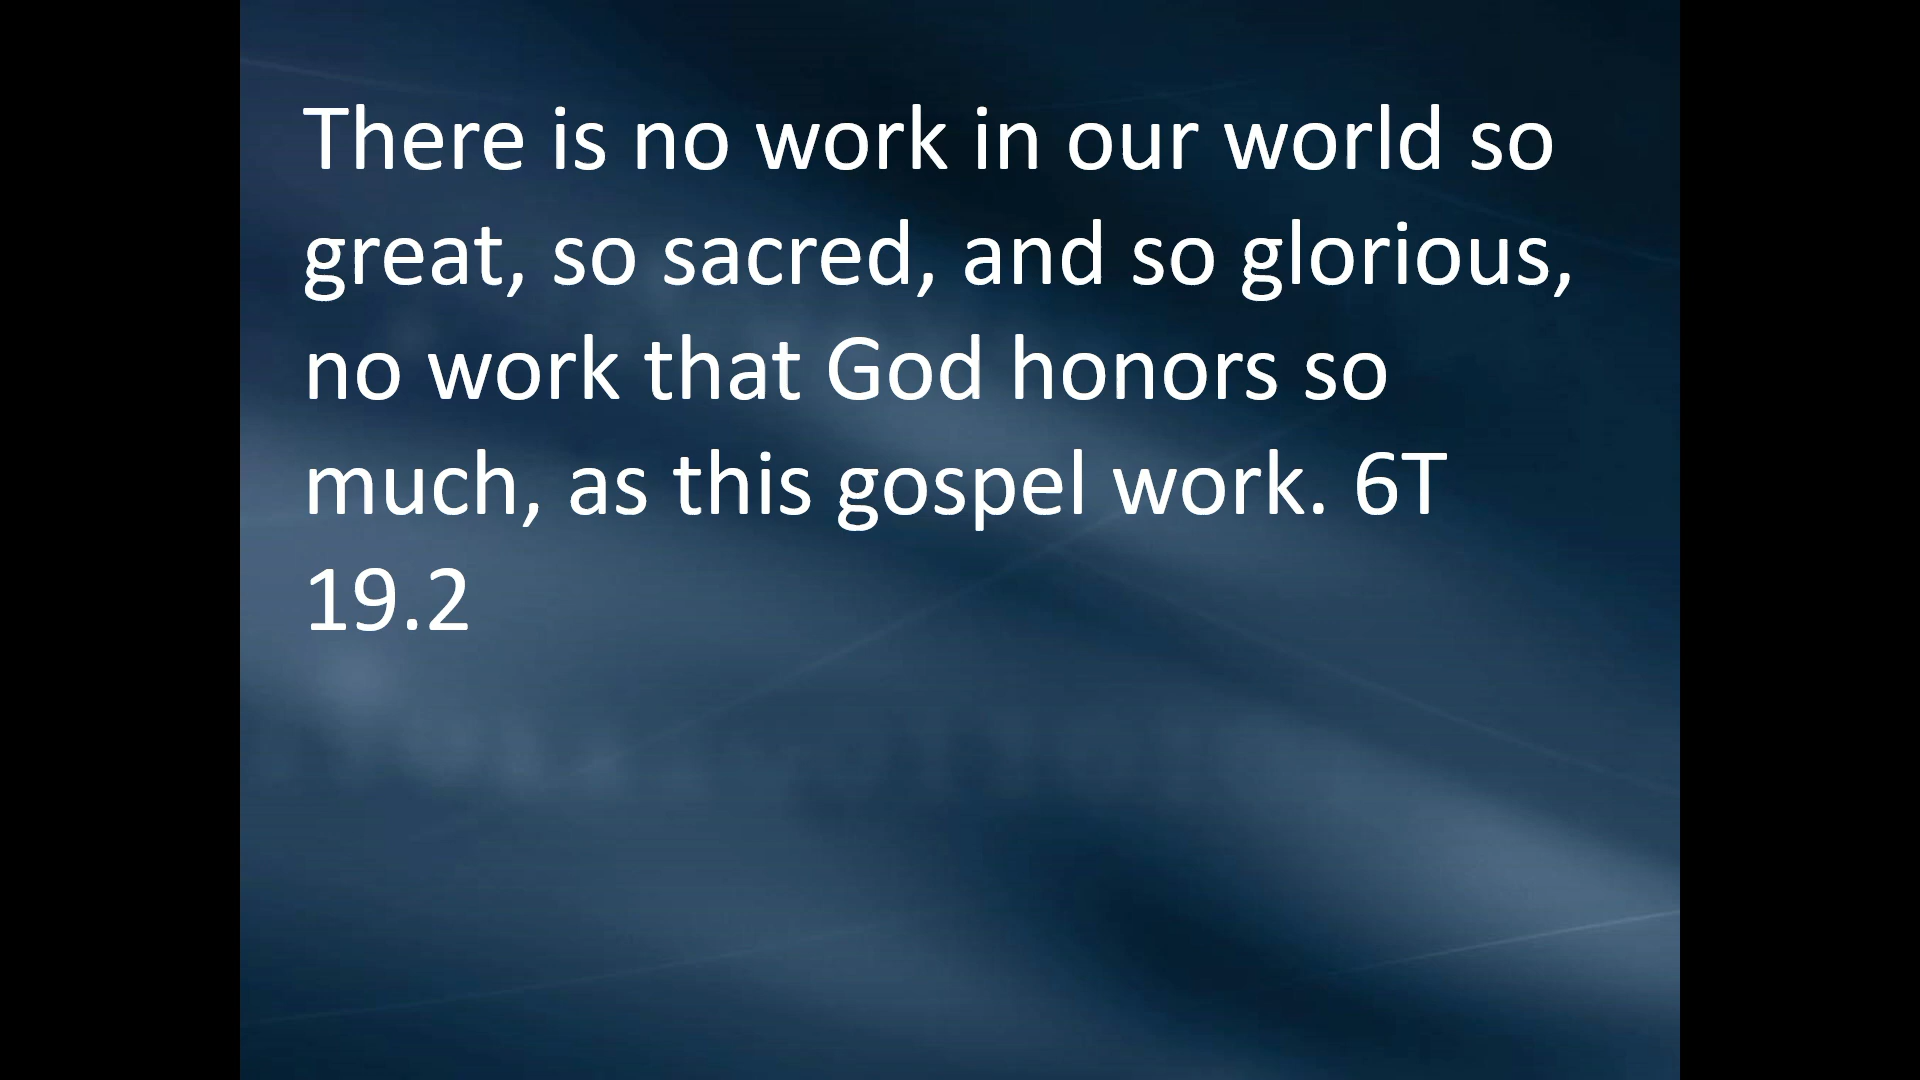 There is no work in our world so
great, so sacred, and so glorious,
no work that God honors so
much, as this gospel work. 6T
19.2